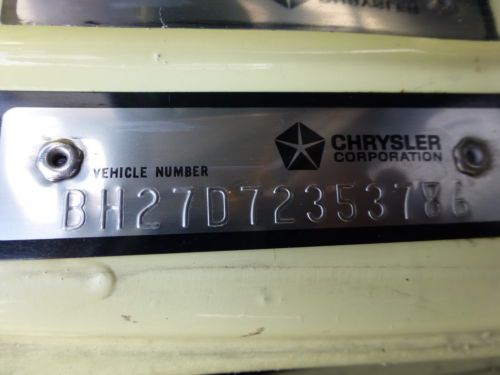 CHRYSLER
CORPORATION
VEHICLE NUMBER
BH27D72353786